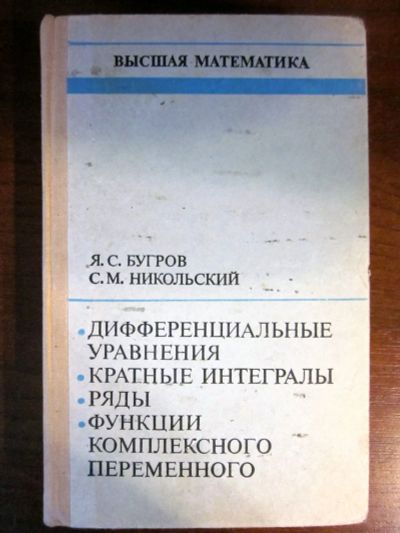 ВЫСШАЯ МАТЕМАТИКА
Я. С. БУГРОВ
С. М. НИКОЛЬСКИЙ
• ДИФФЕРЕНЦИАЛЬНЫЕ
УРАВНЕНИЯ
• КРАТНЫЕ ИНТЕГРАЛЫ
• РЯДЫ
• ФУНКЦИИ
КОМПЛЕКСНОГО
ПЕРЕМЕННОГО